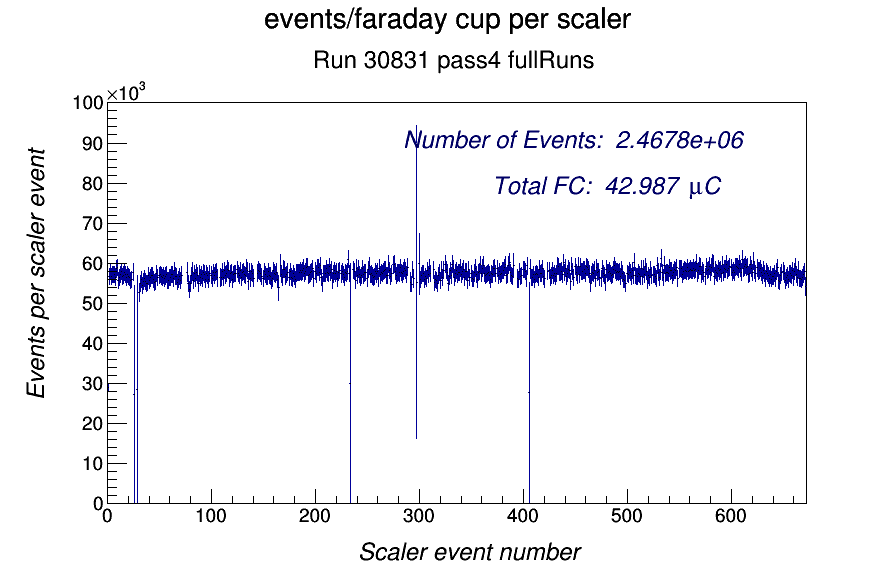 events/faraday cup per scaler
Run 30831 pass4 fullRuns
×10³
100
90
80
70
60
50
40
30
20
10
0
Events per scaler event
Number of Events: 2.4678e+06
Total FC: 42.987 μC
0 100 200 300 400 500 600
Scaler event number